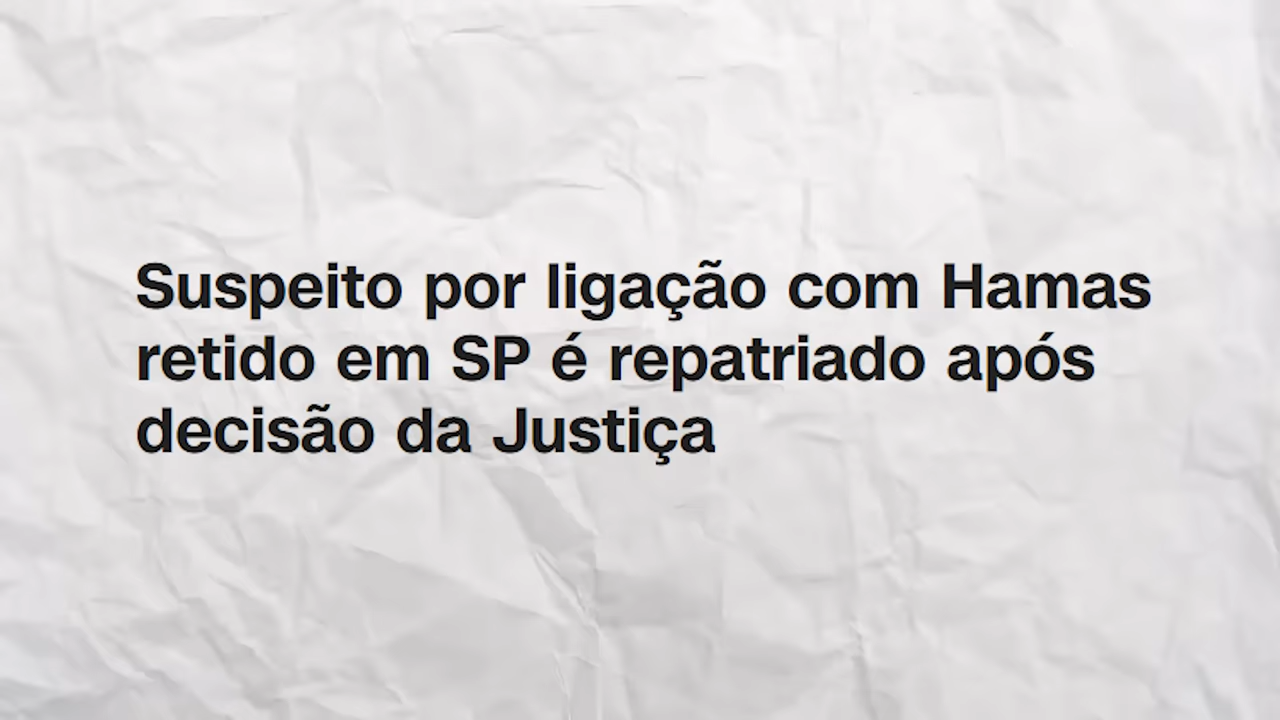 Suspeito por ligação com Hamas
retido em SP é repatriado após
decisão da Justiça